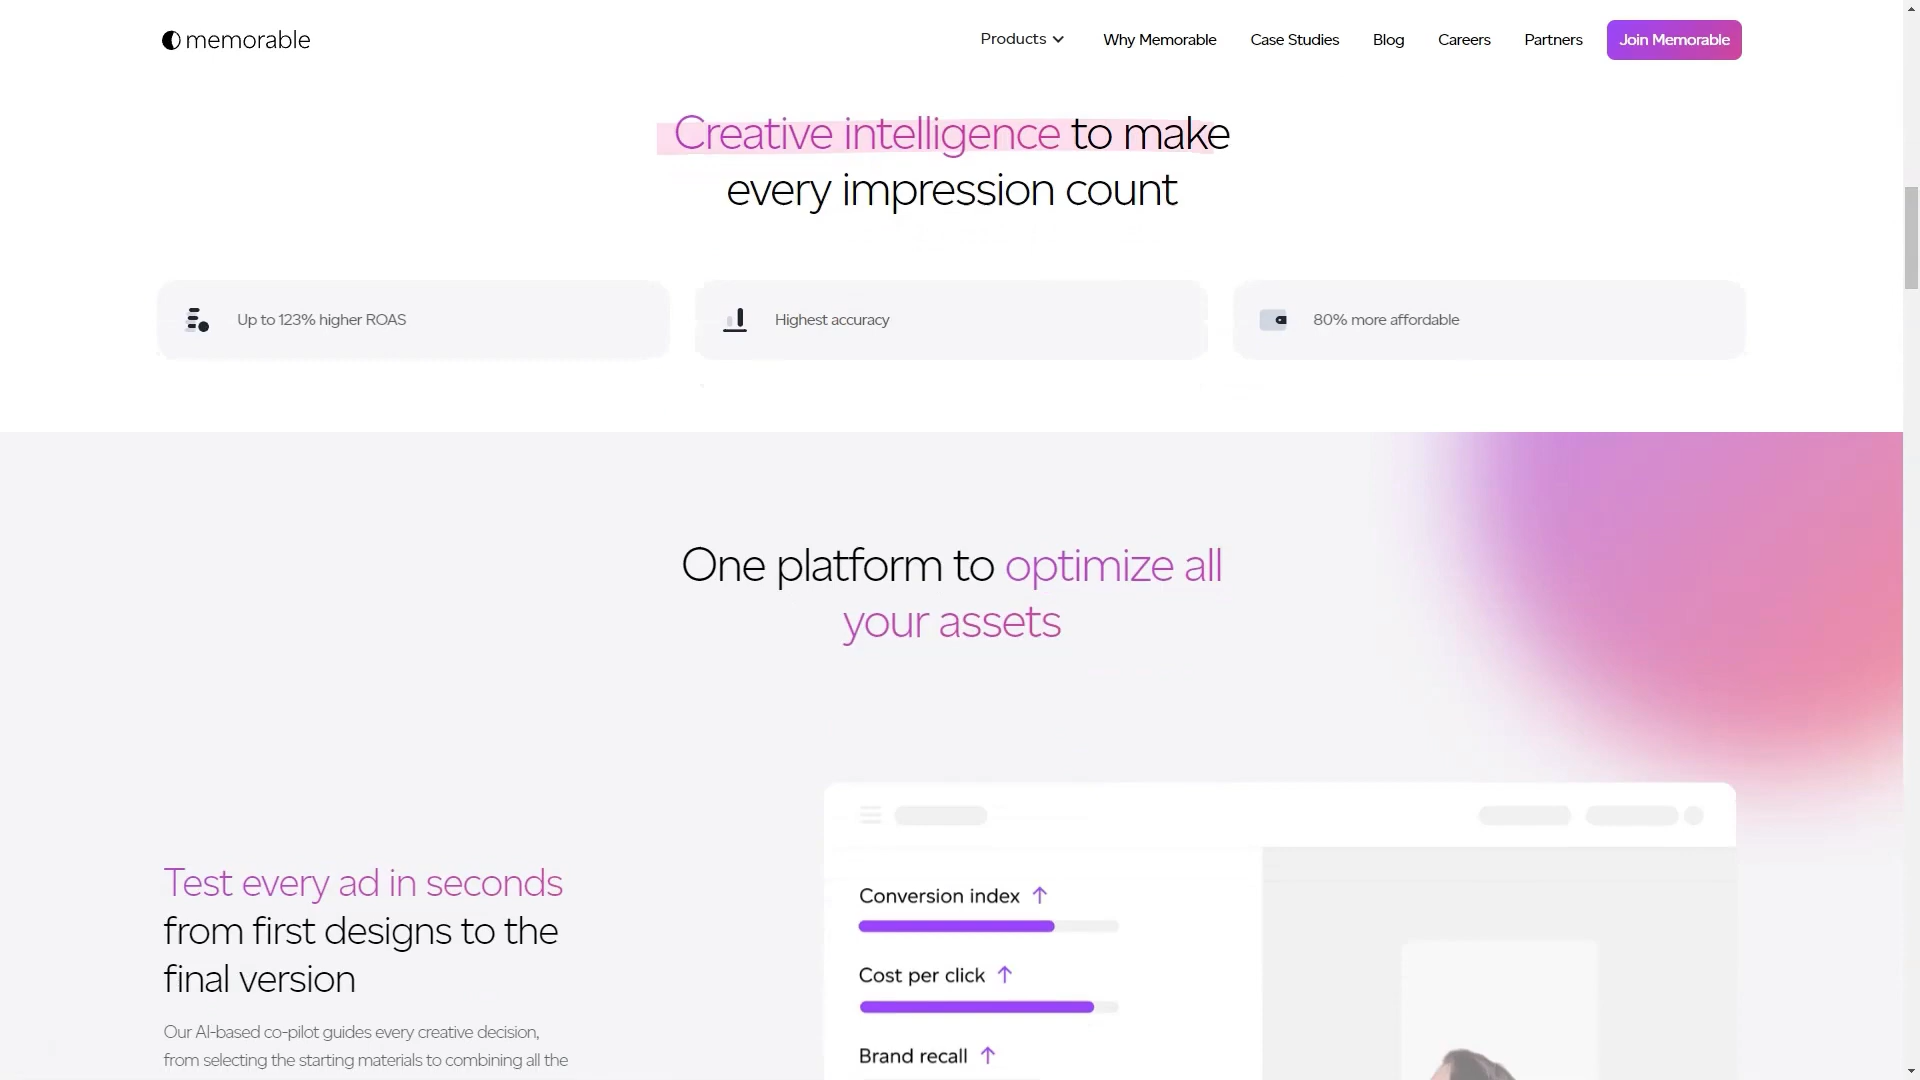 memorable
Products
Why Memorable
Case Studies
Blog
Careers
Partners
Join Memorable
Creative intelligence to make
every impression count
Up to 123% higher ROAS
Highest accuracy
80% more affordable
One platform to optimize all
your assets
Test every ad in seconds
from first designs to the
final version
Our AI-based co-pilot guides every creative decision,
from selecting the starting materials to combining all the
Conversion index ↑
Cost per click ↑
Brand recall ↑